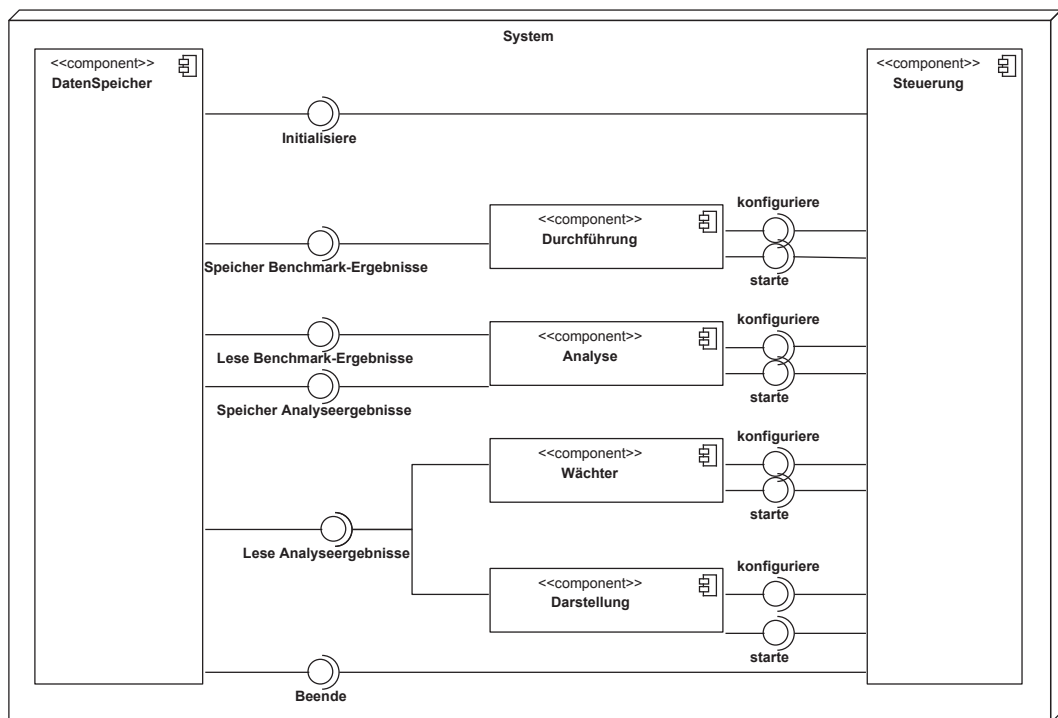 System
<<component>>
DatenSpeicher
<<component>>
Steuerung
Initialisiere
<<component>>
Durchführung
konfiguriere
starte
Speicher Benchmark-Ergebnisse
<<component>>
Analyse
konfiguriere
starte
Lese Benchmark-Ergebnisse
Speicher Analyseergebnisse
<<component>>
Wächter
konfiguriere
starte
Lese Analyseergebnisse
<<component>>
Darstellung
konfiguriere
starte
Beende